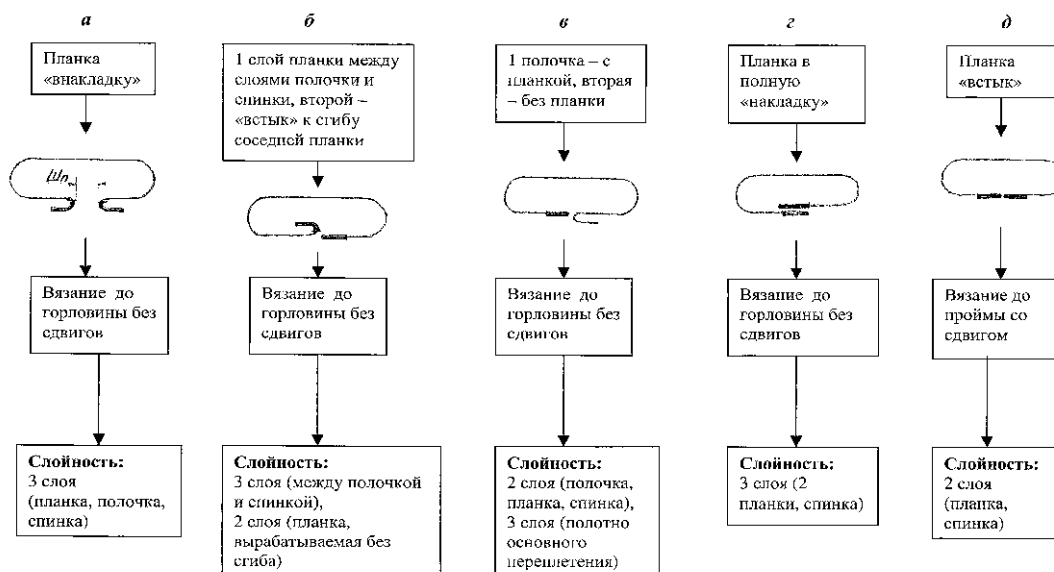 а
Планка
«внакладку»
Шп
Вязание до
горловины без
сдвигов
Слойность:
3 слоя
(планка, полочка,
спинка)
б
1 слой планки между
слоями полочки и
спинки, второй –
«встык» к сгибу
соседней планки
Вязание до
горловины без
сдвигов
Слойность:
3 слоя (между полочкой
и спинкой),
2 слоя (планка,
вырабатываемая без
сгиба)
в
1 полочка – с
планкой, вторая
– без планки
Вязание до
горловины без
сдвигов
Слойность:
2 слоя (полочка,
планка, спинка),
3 слоя (полотно
основного
переплетения)
г
Планка в
полную
«накладку»
Вязание до
горловины без
сдвигов
Слойность:
3 слоя (2
планки, спинка)
д
Планка
«встык»
Вязание до
проймы со
сдвигом
Слойность:
2 слоя
(планка,
спинка)